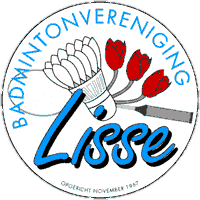 BADMINTONVERENIGING
Lisse
OPGERICHT NOVEMBER 1967